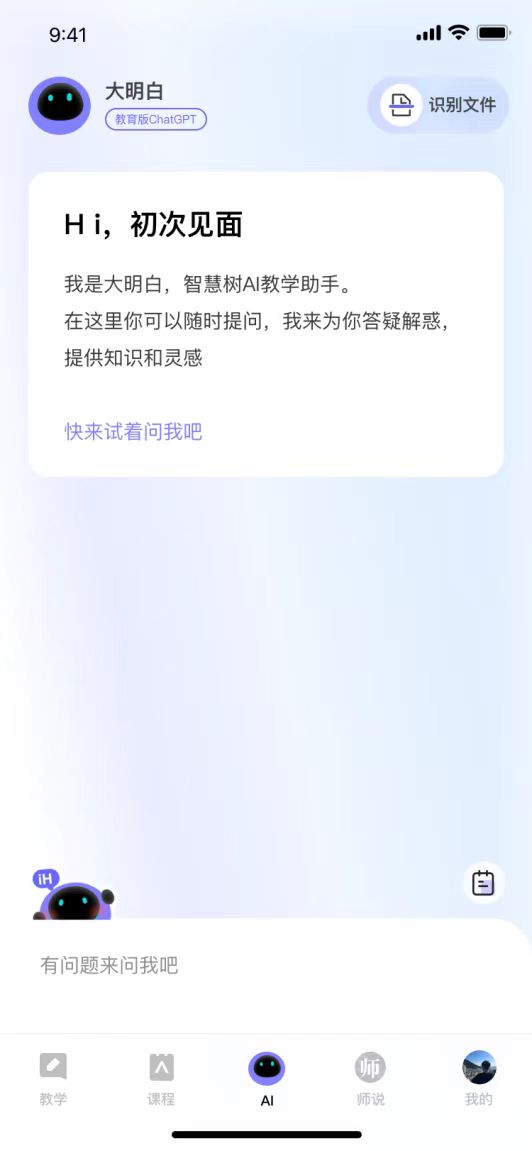 9:41
大明白
教育版ChatGPT
识别文件
Hi，初次见面
我是大明白，智慧树AI教学助手。
在这里你可以随时提问，我来为你答疑解惑，
提供知识和灵感
快来试着问我吧
iH
有问题来问我吧
师
教学
课程
AI
师说
我的